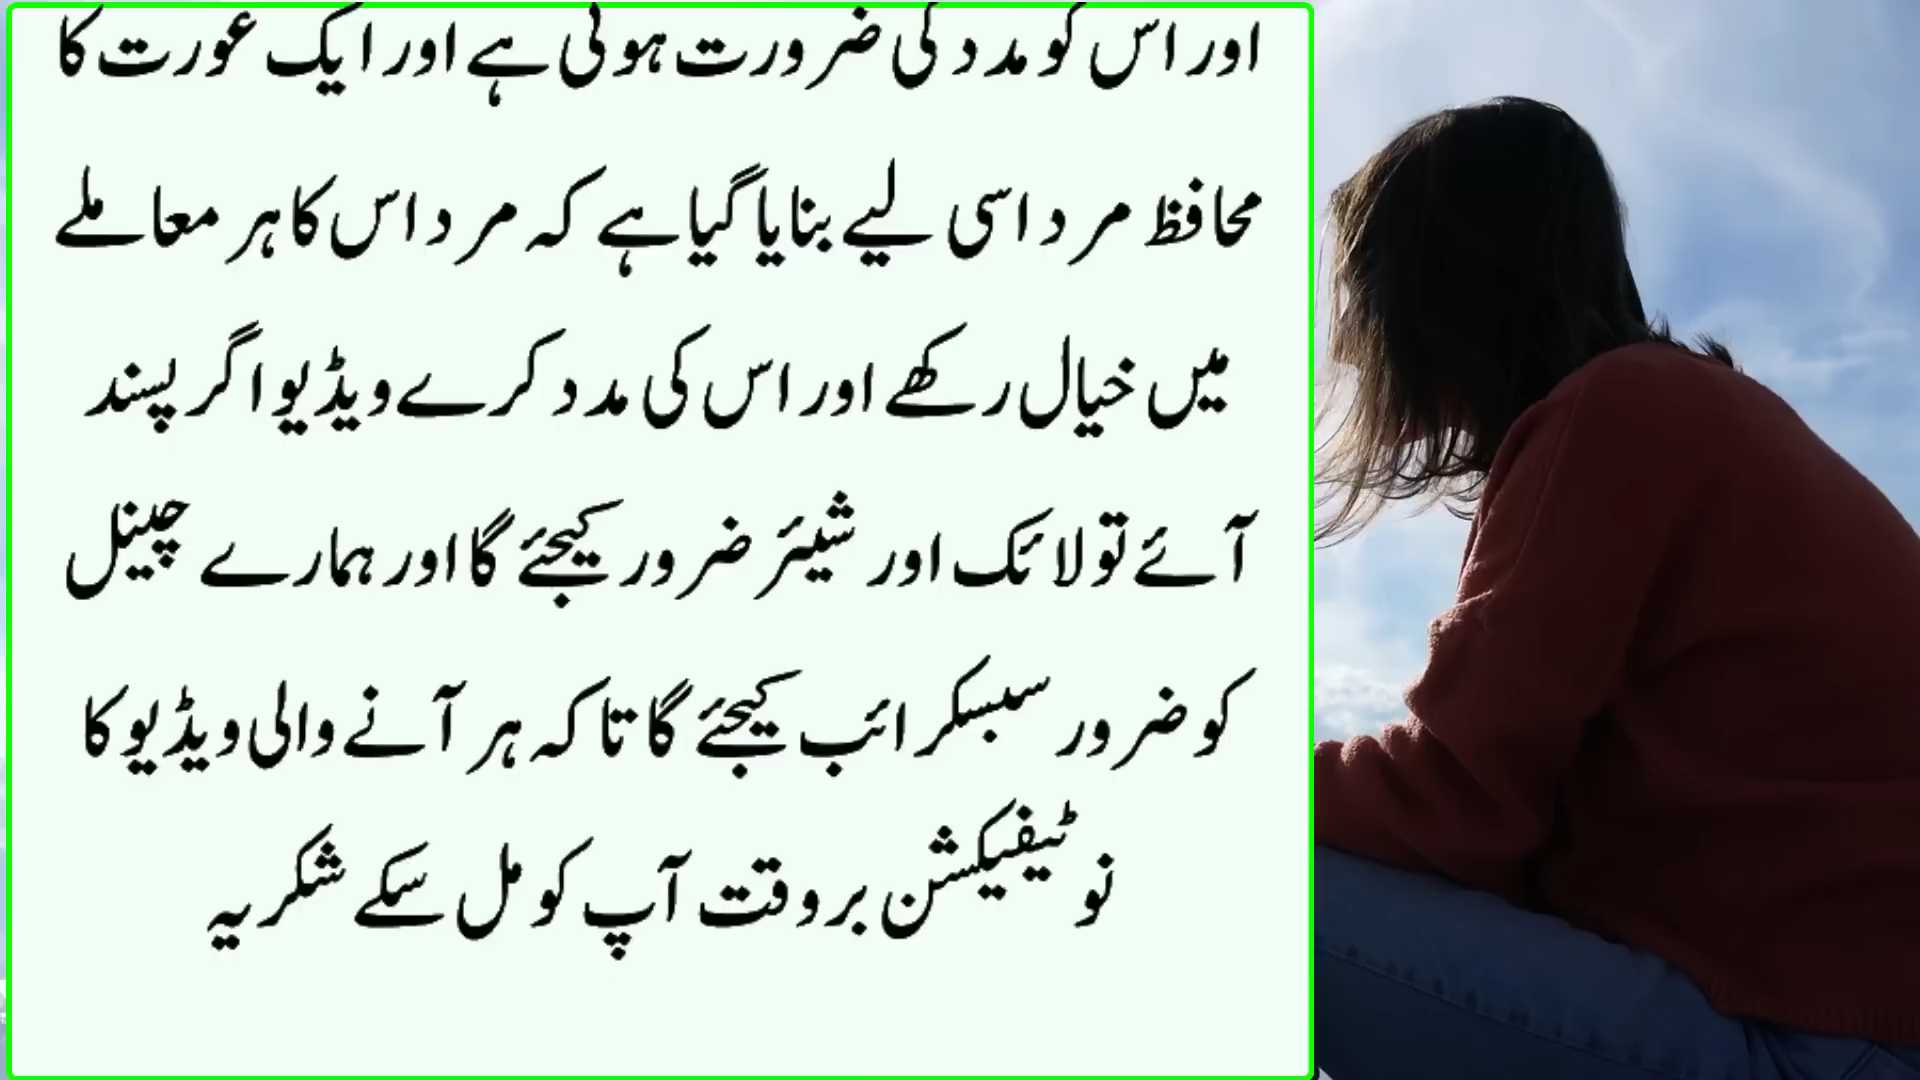 اور اس کو مدد کی ضرورت ہوتی ہے اور ایک عورت کا
محافظ مرد اسی لیے بنایا گیا ہے کہ مرد اس کا ہر معاملے
میں خیال رکھے اور اس کی مدد کرے ویڈیو اگر پسند
آئے تو لائک اور شیئر ضرور کیجئے گا اور ہمارے چینل
کو ضرور سبسکرائب کیجئے گا تاکہ ہر آنے والی ویڈیو کا
نوٹیفیکشن بروقت آپ کو مل سکے شکریہ